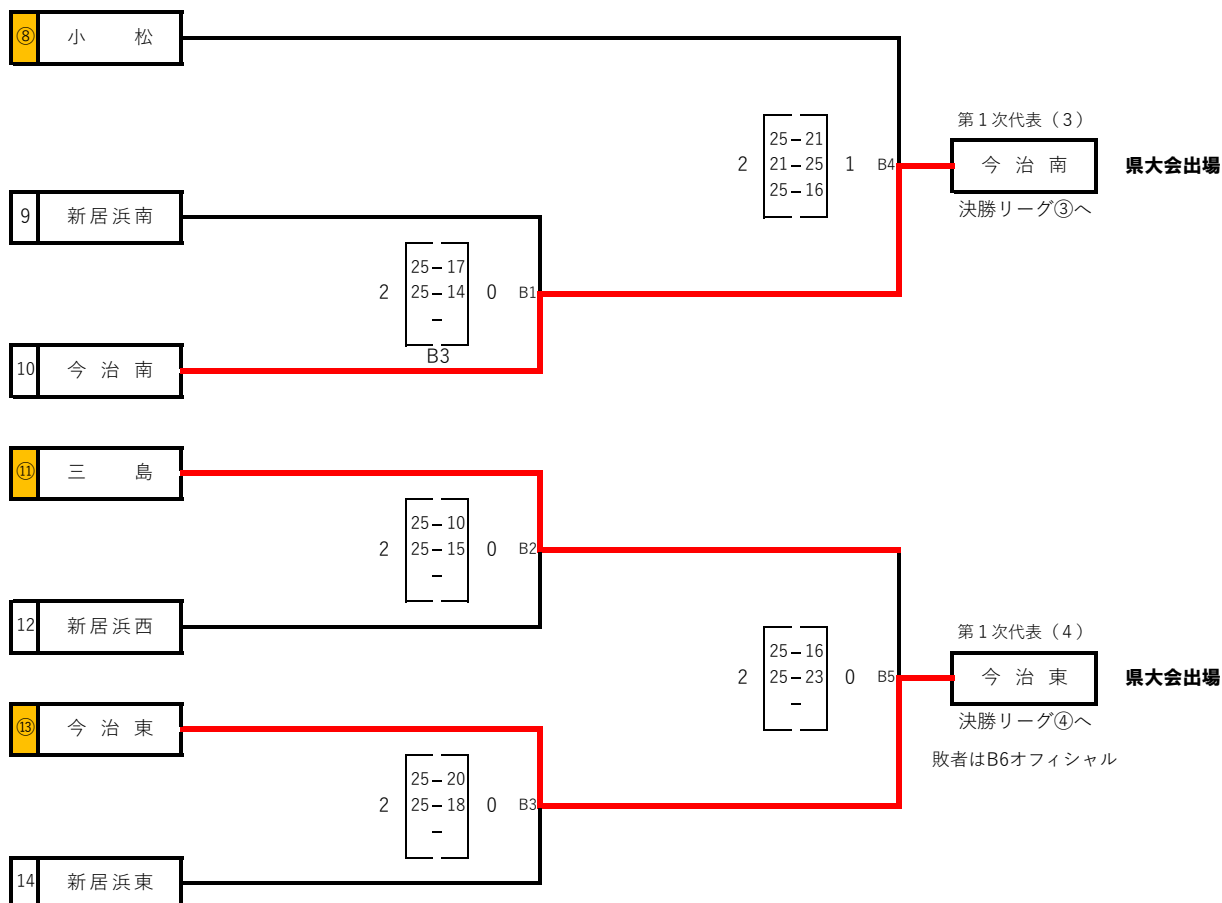 ⑧ 小 松
第1次代表(3)
25-21
2 21-25 1 B4
25-16
今 治 南 県大会出場
決勝リーグ③へ
9 新居浜南
25-17
2 25-14 0 B1
-
B3
10 今 治 南
⑪ 三 島
25-10
2 25-15 0 B2
-
12 新居浜西
第1次代表(4)
25-16
2 25-23 0 B5
-
今 治 東 県大会出場
決勝リーグ④へ
敗者はB6オフィシャル
⑬ 今 治 東
25-20
2 25-18 0 B3
-
14 新居浜東